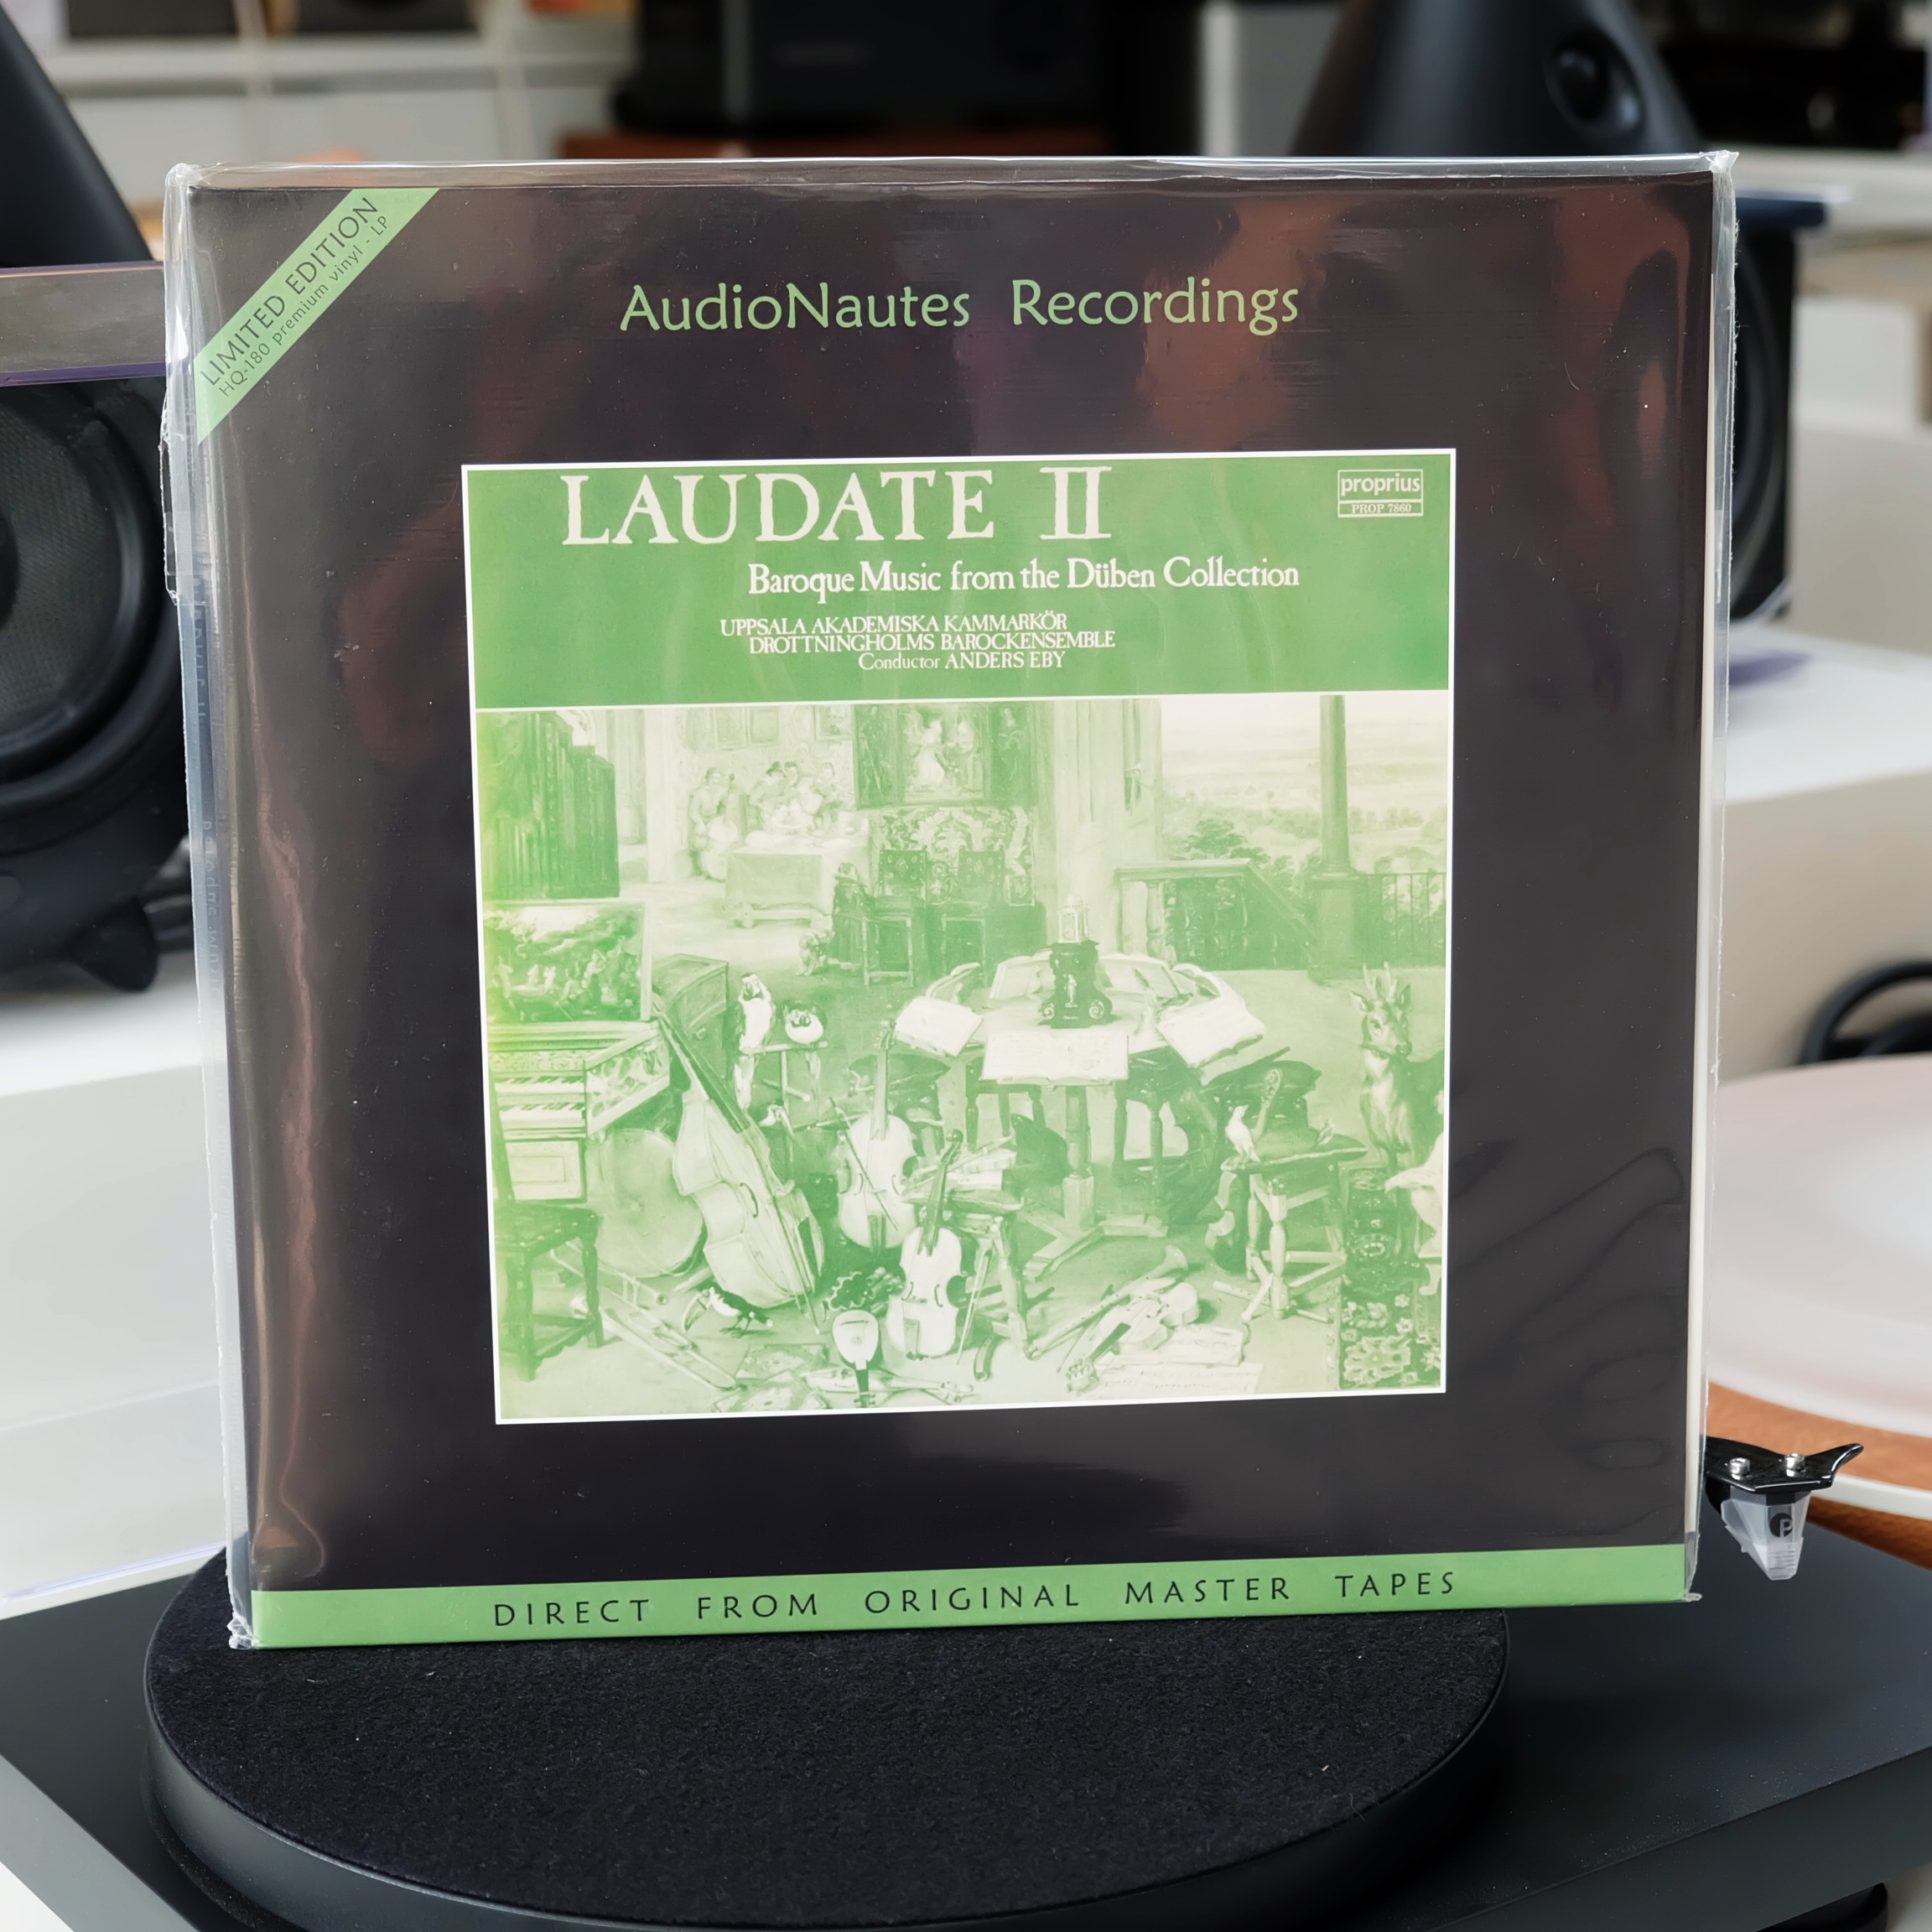 LIMITED EDITION
HQ-180 premium vinyl - LP
AudioNautes Recordings
LAUDATE II
proprius
PROP 7860
Baroque Music from the Düben Collection
UPPSALA AKADEMISKA KAMMARKÖR
DROTTNINGHOLMS BAROCKENSEMBLE
Conductor ANDERS EBY
DIRECT FROM ORIGINAL MASTER TAPES